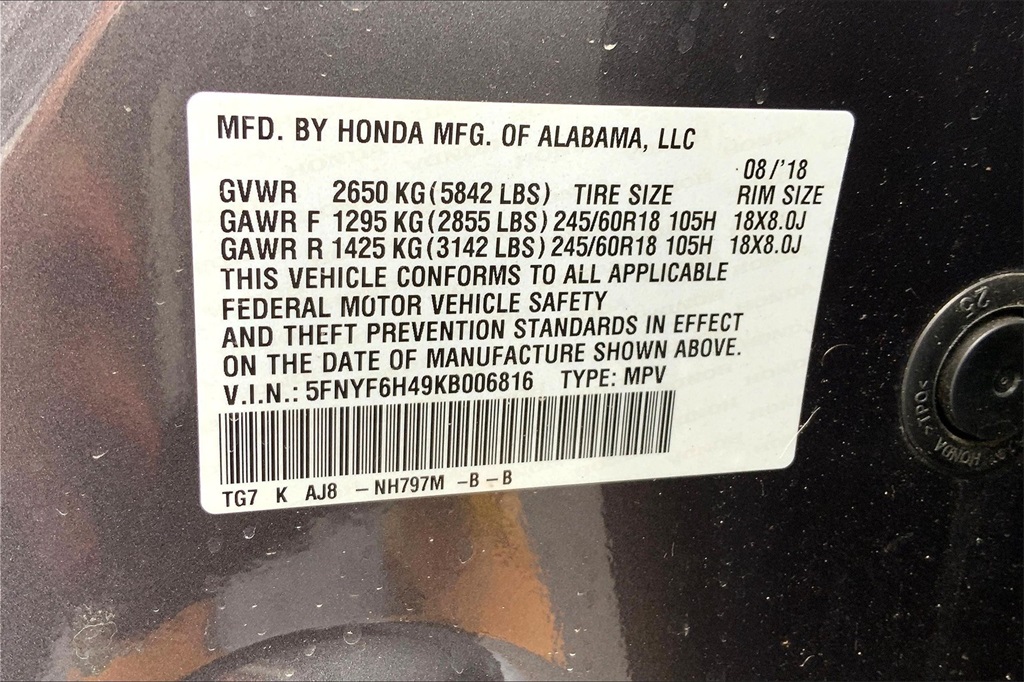 MFD. BY HONDA MFG. OF ALABAMA, LLC
08/'18
GVWR 2650 KG (5842 LBS) TIRE SIZE RIM SIZE
GAWR F 1295 KG (2855 LBS) 245/60R18 105H 18X8.0J
GAWR R 1425 KG (3142 LBS) 245/60R18 105H 18X8.0J
THIS VEHICLE CONFORMS TO ALL APPLICABLE
FEDERAL MOTOR VEHICLE SAFETY
AND THEFT PREVENTION STANDARDS IN EFFECT
ON THE DATE OF MANUFACTURE SHOWN ABOVE.
V.I.N.: 5FNYF6H49KB006816 TYPE: MPV
TG7 K AJ8 -NH797M -B-B
25
>TPO<
HONDA